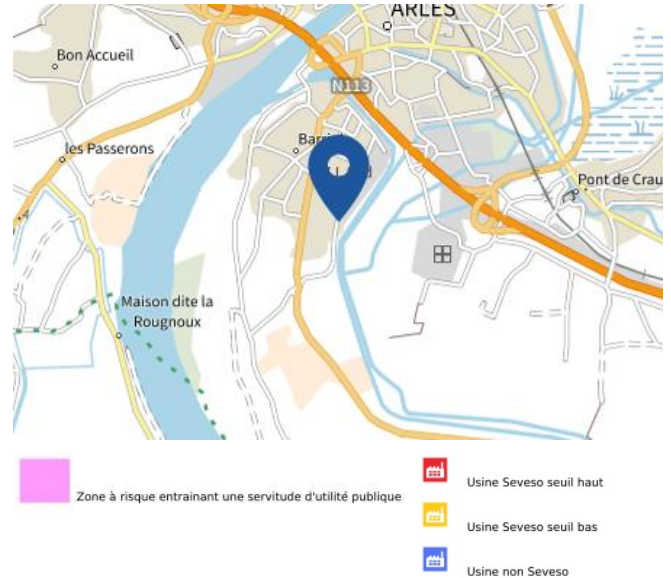 ARLES
Bon Accueil
N113
les Passerons
Pont de Crau
Maison dite la
Rougnoux
Zone à risque entrainant une servitude d'utilité publique
Usine Seveso seuil haut
Usine Seveso seuil bas
Usine non Seveso